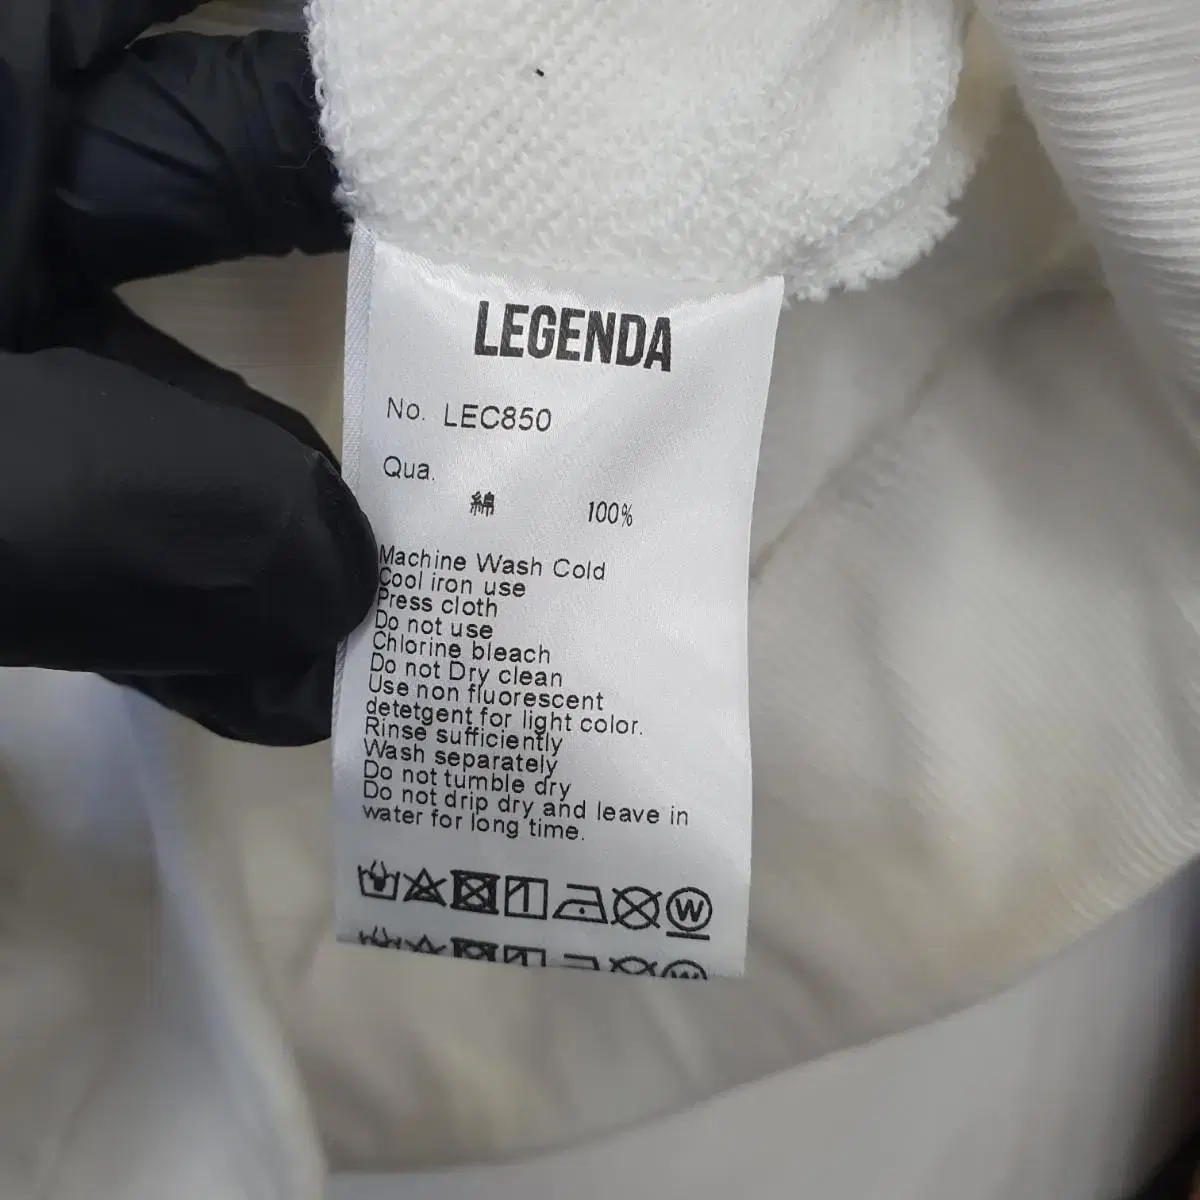 LEGENDA
No. LEC850
Qua.
綿 100%
Machine Wash Cold
Cool iron use
Press cloth
Do not use
Chlorine bleach
Do not Dry clean
Use non fluorescent
detetgent for light color.
Rinse sufficiently
Wash separately
Do not tumble dry
Do not drip dry and leave in
water for long time.
W